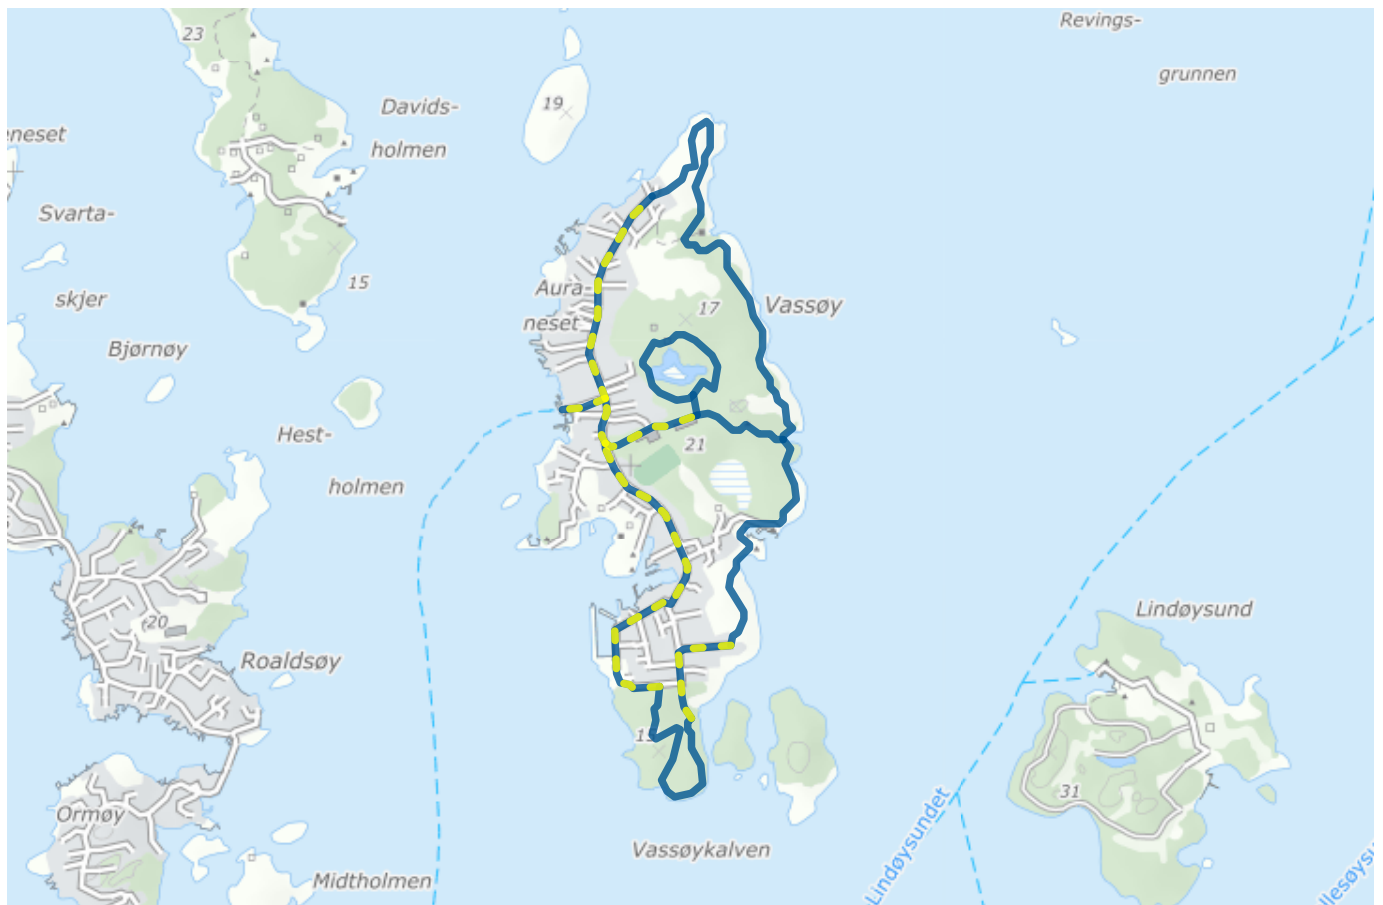 Revings-
23
grunnen
19
Davids-
eneset
holmen
Svarta-
15
Aura-
skjer
17
Vassøy
neset
Bjørnøy
Hest-
21
holmen
Lindøysund
20
Roaldsøy
31
Ormøy
Vassøykalven
Lindøysundet
Midtholmen